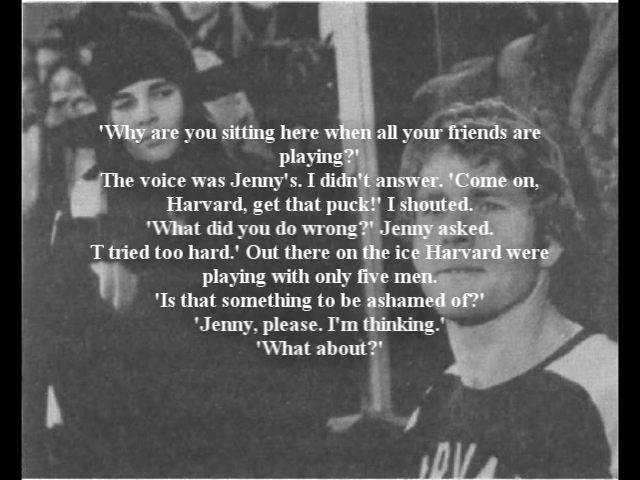 'Why are you sitting here when all your friends are
playing?'
The voice was Jenny's. I didn't answer. 'Come on,
Harvard, get that puck!' I shouted.
'What did you do wrong?' Jenny asked.
T tried too hard.' Out there on the ice Harvard were
playing with only five men.
'Is that something to be ashamed of?'
'Jenny, please. I'm thinking.'
'What about?'